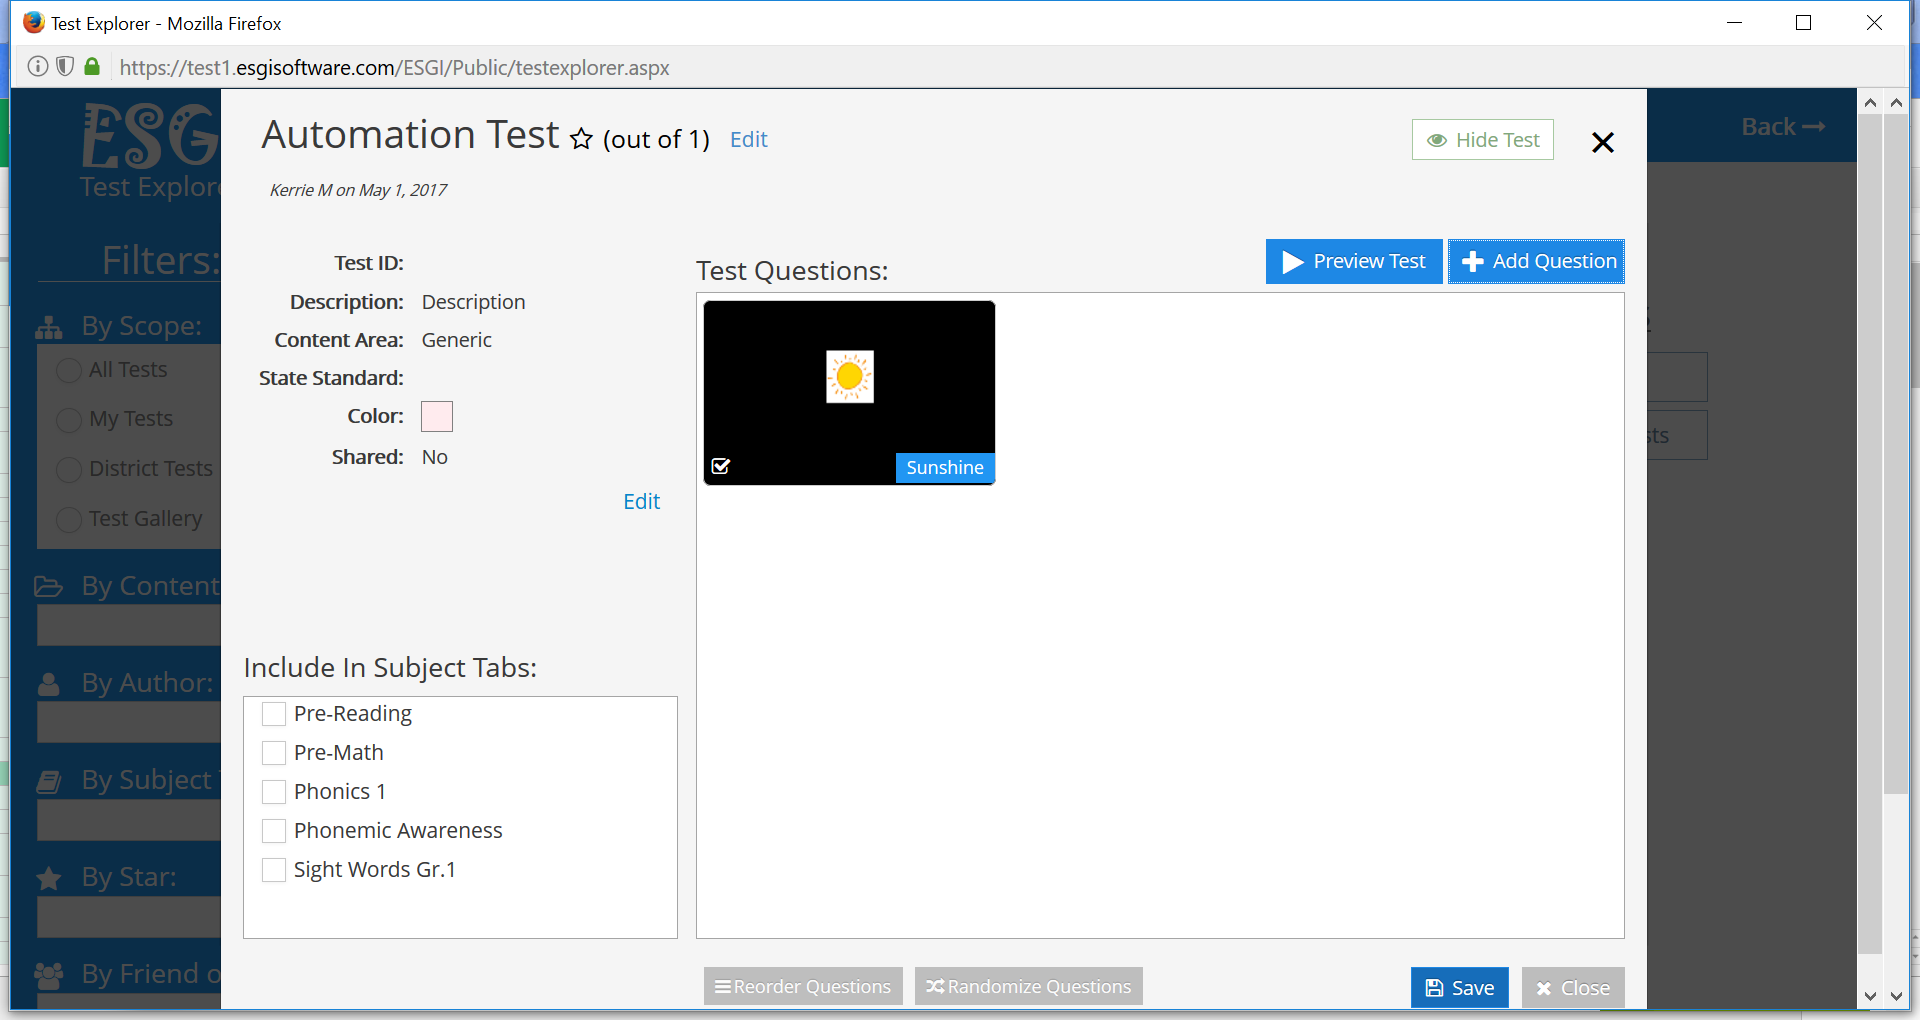 Test Explorer - Mozilla Firefox
https://test1.esgisoftware.com/ESGI/Public/testexplorer.aspx
ESG
Test Explore
Back
Automation Test (out of 1) Edit
Hide Test
Kerrie M on May 1, 2017
Filters:
By Scope:
All Tests
My Tests
District Tests
Test Gallery
By Content
By Author:
By Subject
By Star:
By Friend o
Test ID:
Description: Description
Content Area: Generic
State Standard:
Color:
Shared: No
Edit
Include In Subject Tabs:
Pre-Reading
Pre-Math
Phonics 1
Phonemic Awareness
Sight Words Gr.1
Test Questions:
Preview Test
Add Question
Sunshine
sts
Reorder Questions
Randomize Questions
Save
Close